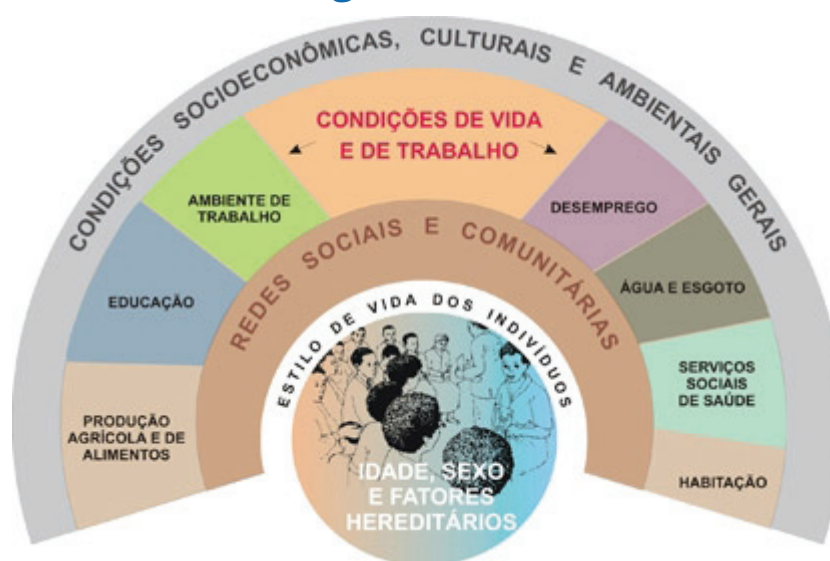 CONDIÇÕES SOCIOECONÔMICAS, CULTURAIS E AMBIENTAIS GERAIS
CONDIÇÕES DE VIDA
E DE TRABALHO
AMBIENTE DE
TRABALHO
DESEMPREGO
EDUCAÇÃO
ÁGUA E ESGOTO
PRODUÇÃO
AGRÍCOLA E DE
ALIMENTOS
SERVIÇOS
SOCIAIS
DE SAÚDE
HABITAÇÃO
REDES SOCIAIS E COMUNITÁRIAS
ESTILO DE VIDA DOS INDIVÍDUOS
IDADE, SEXO
E FATORES
HEREDITÁRIOS